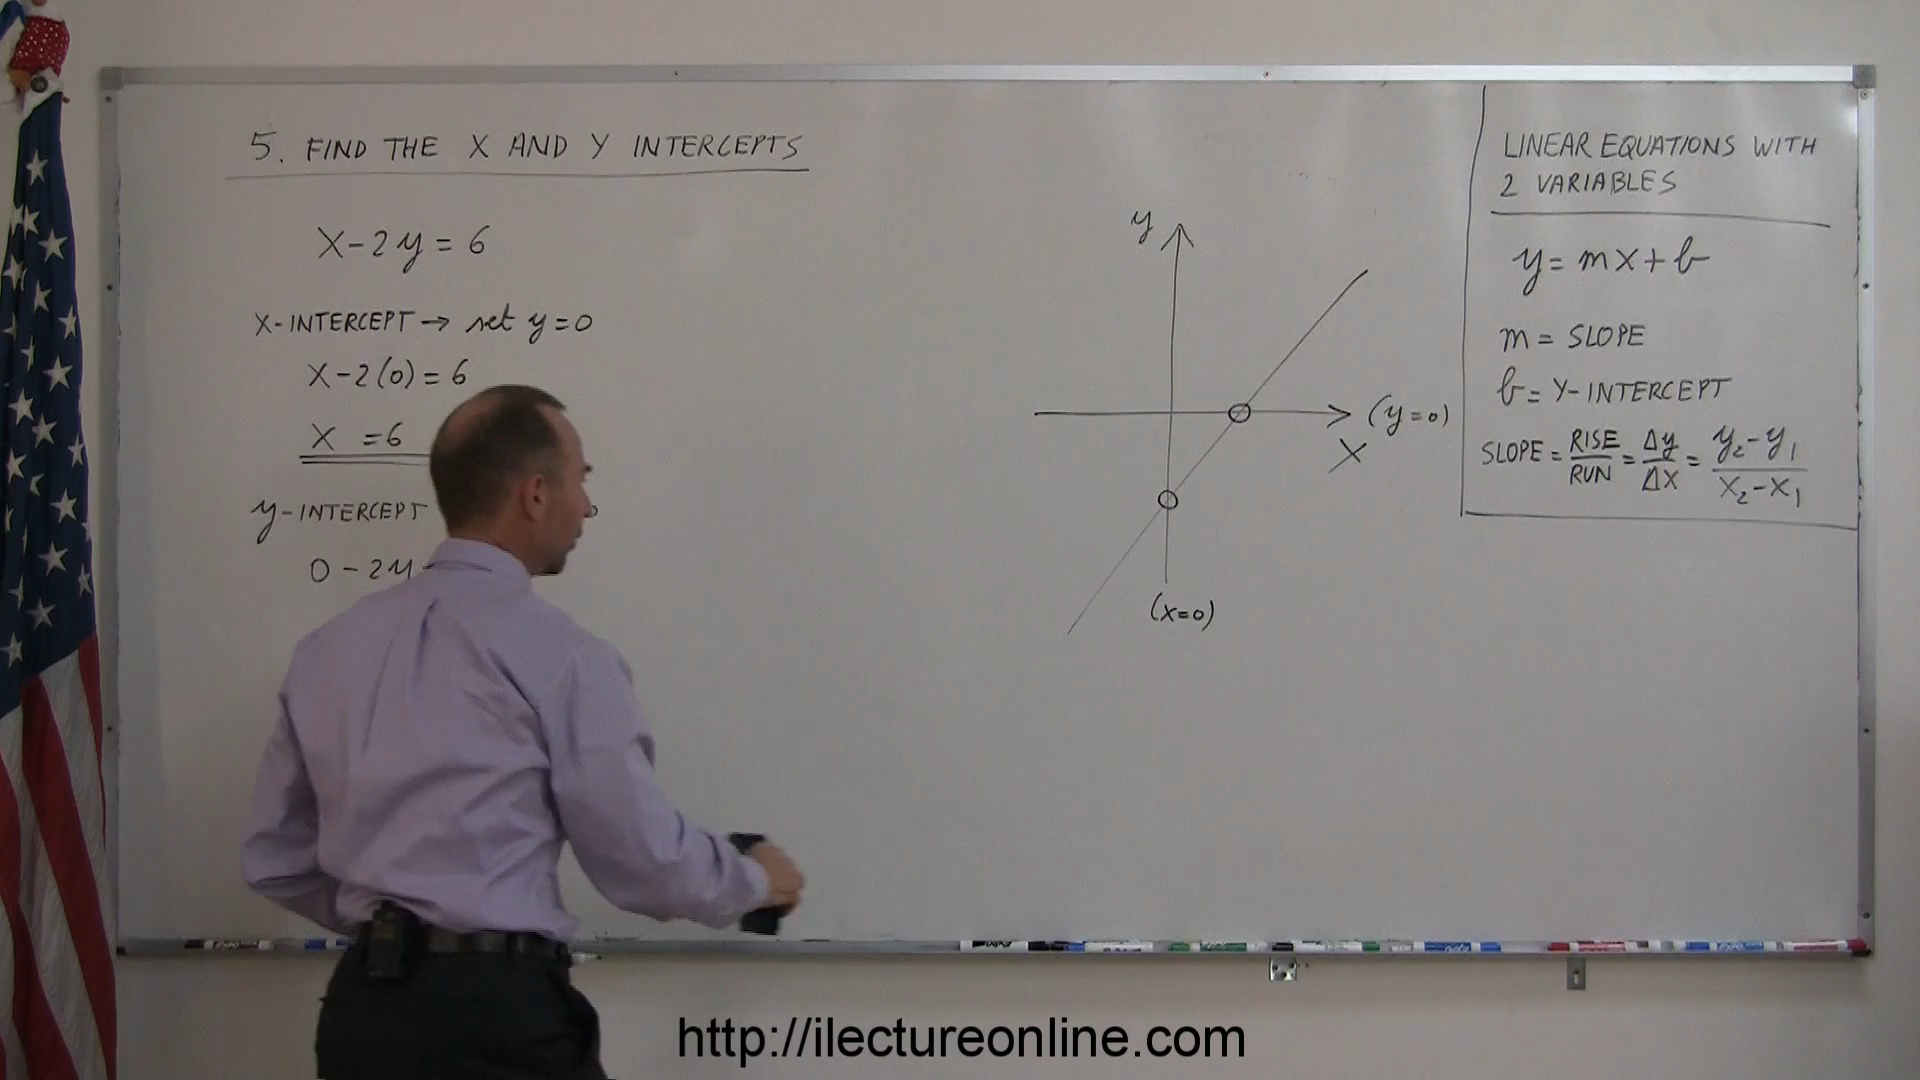 5. FIND THE X AND Y INTERCEPTS
X-2y=6
X-INTERCEPT → set y=0
X-2(0)=6
X =6
y-INTERCEPT
0-2y
y
(y=0)
X
(x=0)
LINEAR EQUATIONS WITH
2 VARIABLES
y=mx+b
m=SLOPE
b=Y-INTERCEPT
SLOPE = RISE/RUN = Δy/Δx = y₂-y₁/x₂-x₁
http://ilectureonline.com